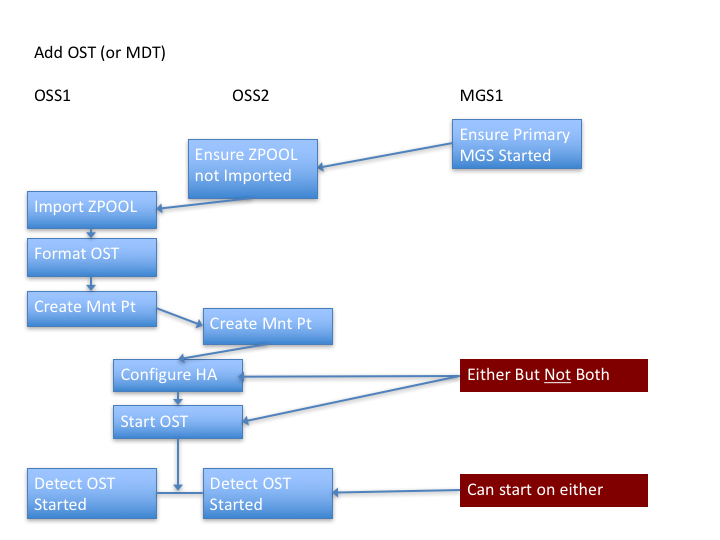 Add OST (or MDT)
OSS1
OSS2
MGS1
Ensure Primary
MGS Started
Ensure ZPOOL
not Imported
Import ZPOOL
Format OST
Create Mnt Pt
Create Mnt Pt
Configure HA
Either But Not Both
Start OST
Detect OST
Started
Detect OST
Started
Can start on either